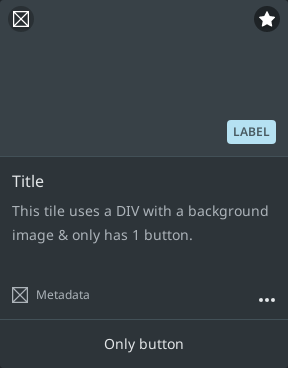 LABEL
Title
This tile uses a DIV with a background
image & only has 1 button.
Metadata
Only button